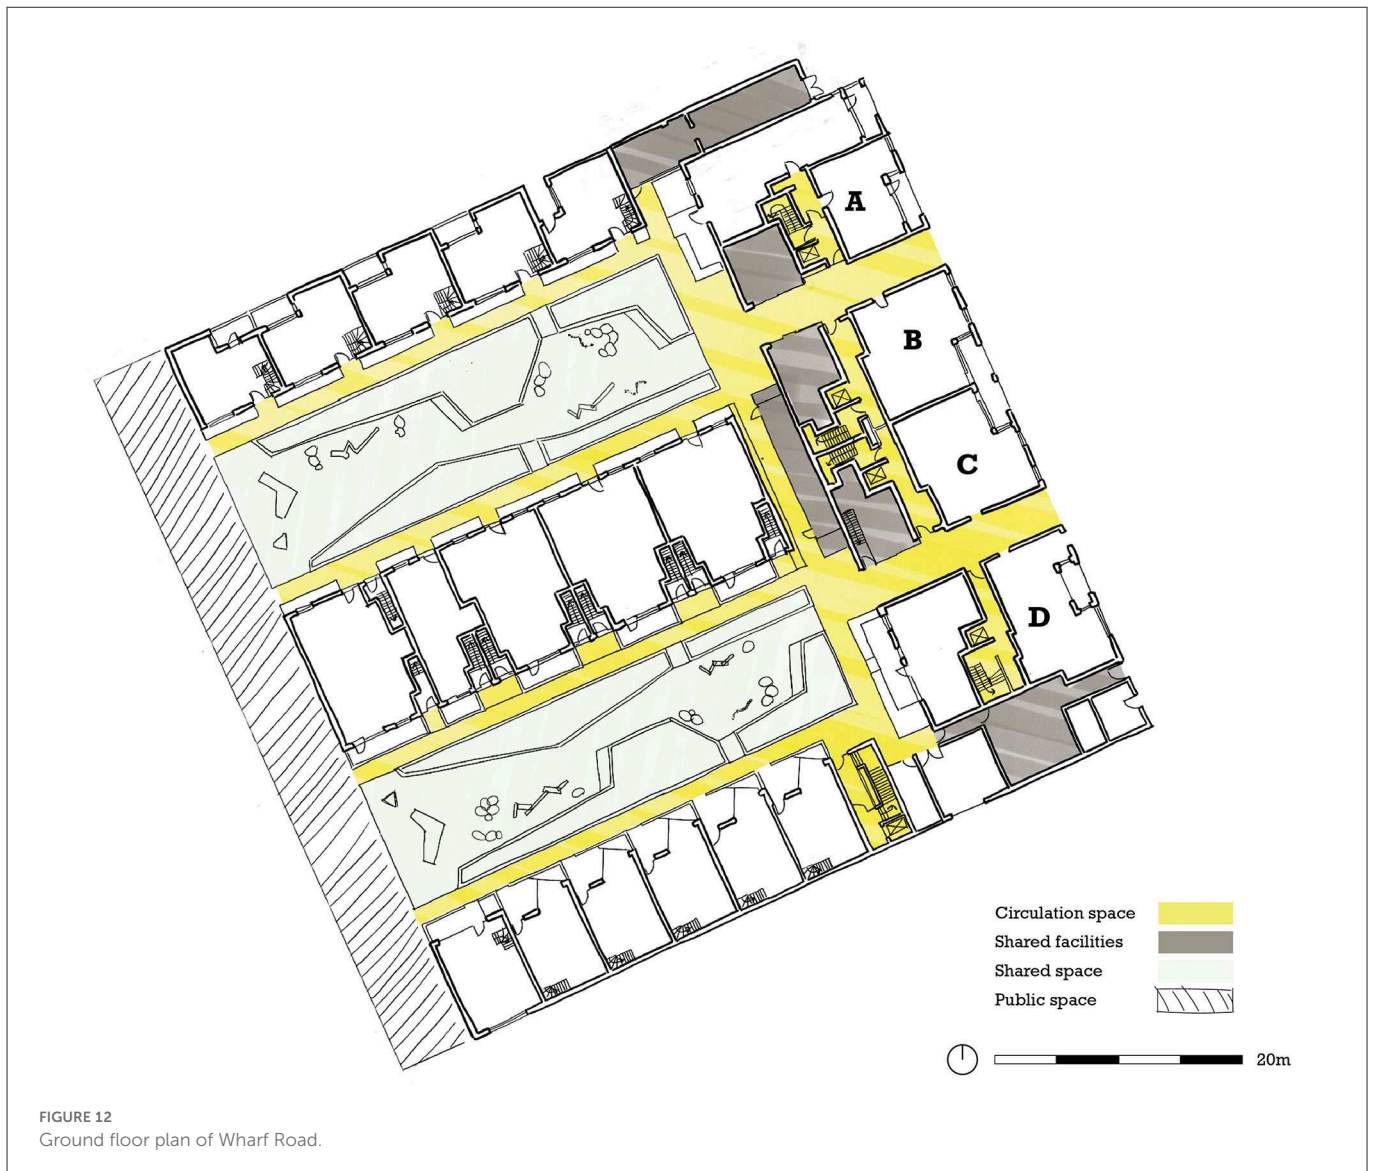 A
B
C
D
Circulation space
Shared facilities
Shared space
Public space
20m
FIGURE 12
Ground floor plan of Wharf Road.